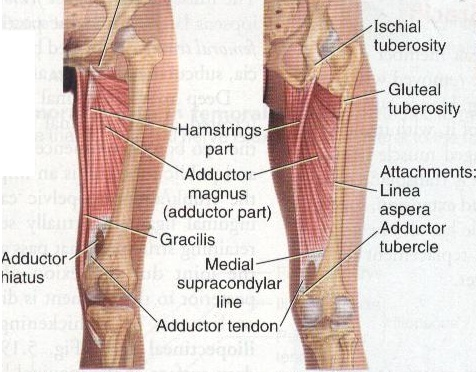 Ischial
tuberosity
Gluteal
tuberosity
Hamstrings
part
Adductor
magnus
(adductor part)
Attachments:
Linea
aspera
Adductor
tubercle
Gracilis
Adductor
hiatus
Medial
supracondylar
line
Adductor tendon